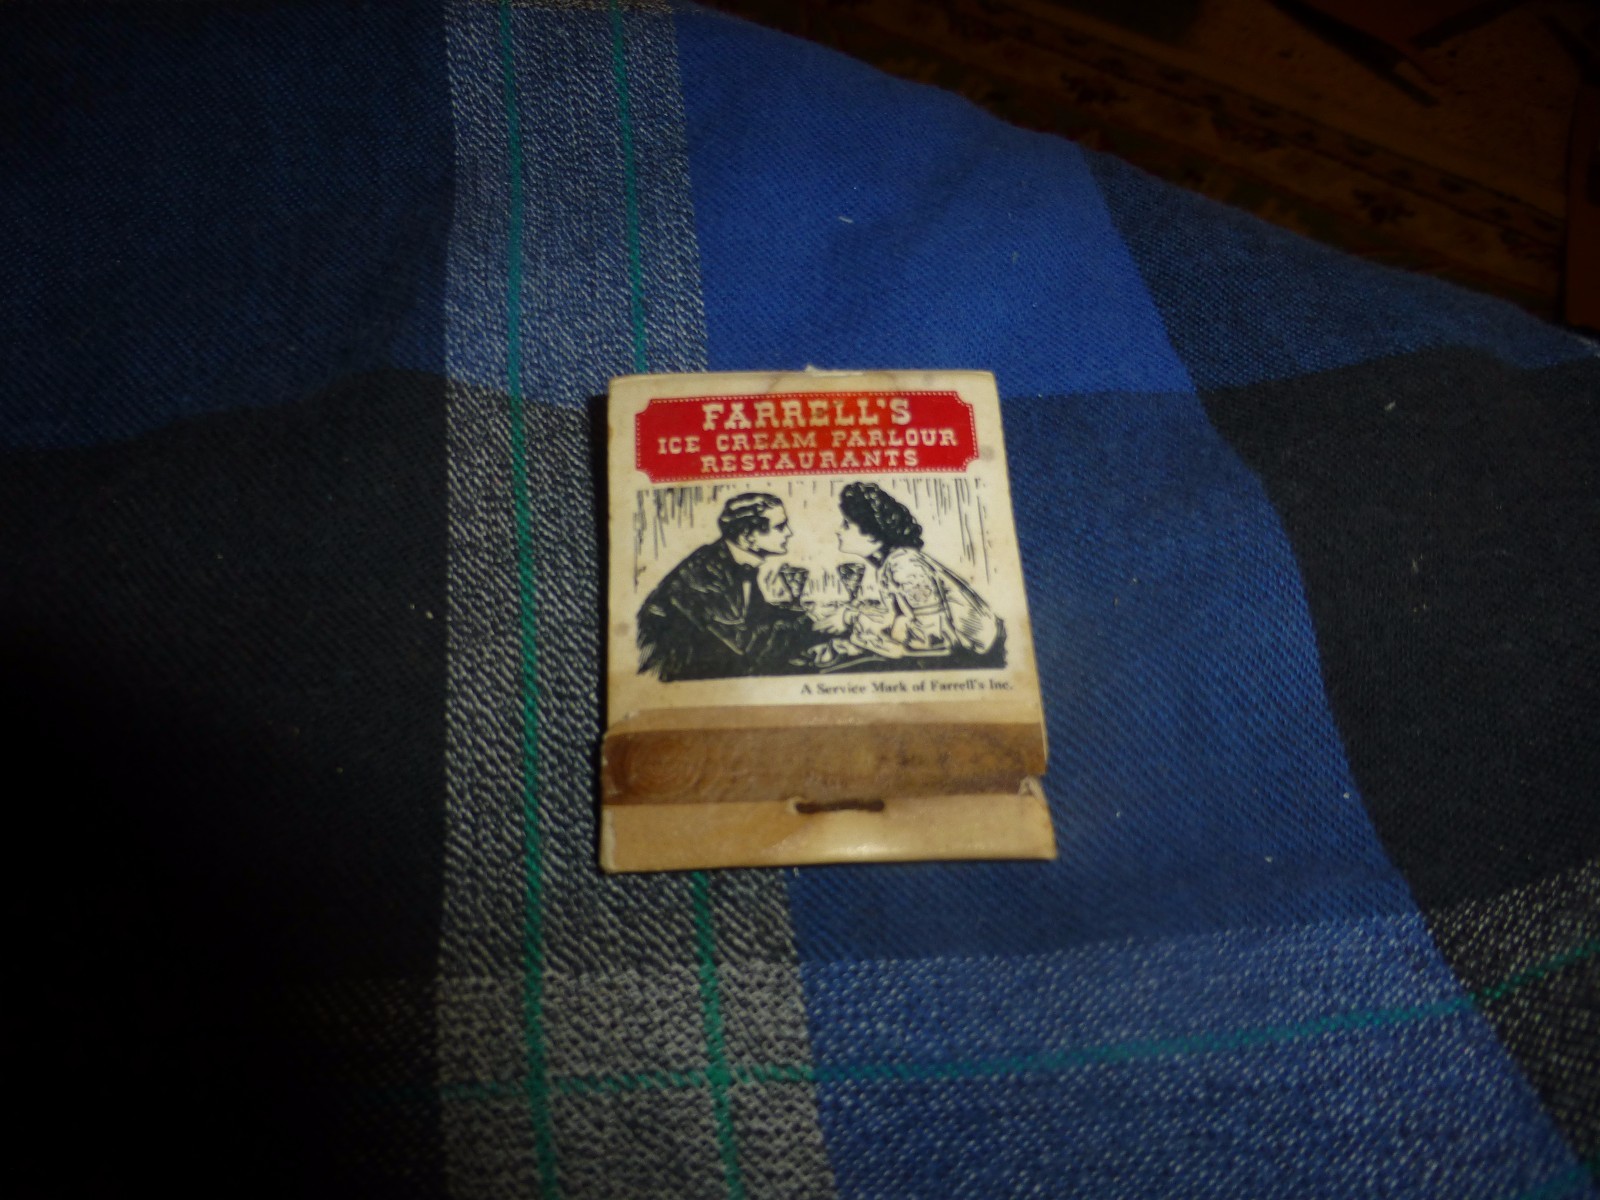 FARRELL'S
ICE CREAM PARLOUR
RESTAURANTS
A Service Mark of Farrell's Inc.